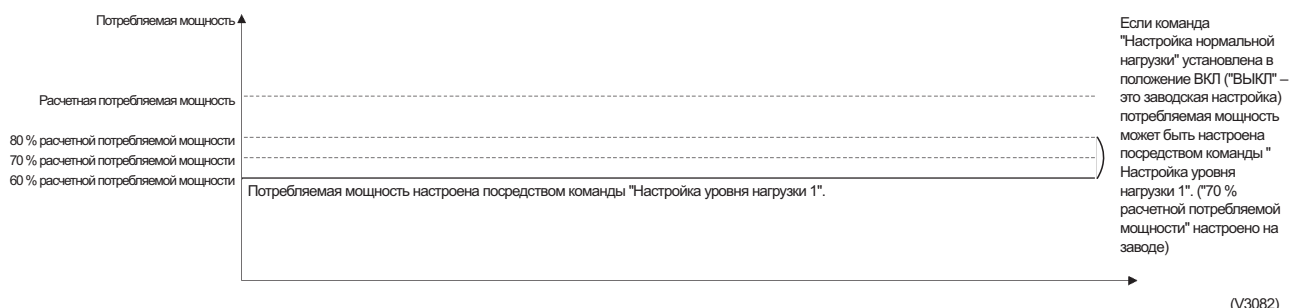 Потребляемая мощность
Расчетная потребляемая мощность
80 % расчетной потребляемой мощности
70 % расчетной потребляемой мощности
60 % расчетной потребляемой мощности
Потребляемая мощность настроена посредством команды "Настройка уровня нагрузки 1".
Если команда
"Настройка нормальной
нагрузки" установлена в
положение ВКЛ ("ВЫКЛ" –
это заводская настройка)
потребляемая мощность
может быть настроена
посредством команды "
Настройка уровня
нагрузки 1". ("70 %
расчетной потребляемой
мощности" настроено на
заводе)
(V3082)